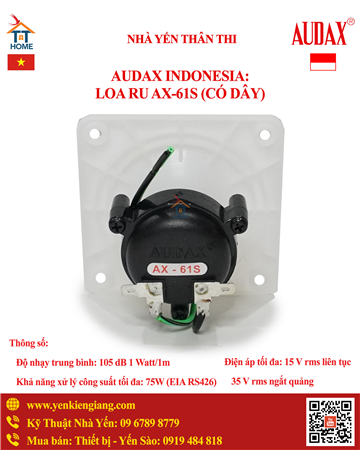 TT
HOME
NHÀ YẾN THÂN THI
AUDAX®
AUDAX INDONESIA:
LOA RU AX-61S (CÓ DÂY)
AUDAX
AX - 61S
Thông số:
Độ nhạy trung bình: 105 dB 1 Watt/1m
Điện áp tối đa: 15 V rms liên tục
Khả năng xử lý công suất tối đa: 75W (EIA RS426)
35 V rms ngắt quảng
www.yenkiengiang.com
Kỹ Thuật Nhà Yến: 09 6789 8779
Mua bán: Thiết bị - Yến Sào: 0919 484 818